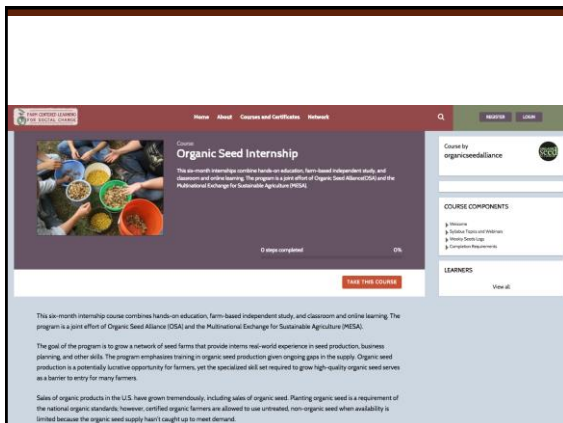 FARM CENTERED LEARNING
FOR SOCIAL CHANGE
Home About Courses and Certificates Network
REGISTER LOGIN
Course
Organic Seed Internship
This six-month internships combine hands-on education, farm-based independent study, and
classroom and online learning. The program is a joint effort of Organic Seed Alliance(OSA) and the
Multinational Exchange for Sustainable Agriculture (MESA).
0 steps completed 0%
TAKE THIS COURSE
Course by
organicseedalliance
COURSE COMPONENTS
Welcome
Syllabus Topics and Webinars
Weekly Seeds Logs
Completion Requirements
LEARNERS
View all
This six-month internship course combines hands-on education, farm-based independent study, and classroom and online learning. The
program is a joint effort of Organic Seed Alliance (OSA) and the Multinational Exchange for Sustainable Agriculture (MESA).
The goal of the program is to grow a network of seed farms that provide interns real-world experience in seed production, business
planning, and other skills. The program emphasizes training in organic seed production given ongoing gaps in the supply. Organic seed
production is a potentially lucrative opportunity for farmers, yet the specialized skill set required to grow high-quality organic seed serves
as a barrier to entry for many farmers.
Sales of organic products in the U.S. have grown tremendously, including sales of organic seed. Planting organic seed is a requirement of
the national organic standards; however, certified organic farmers are allowed to use untreated, non-organic seed when availability is
limited because the organic seed supply hasn't caught up to meet demand.